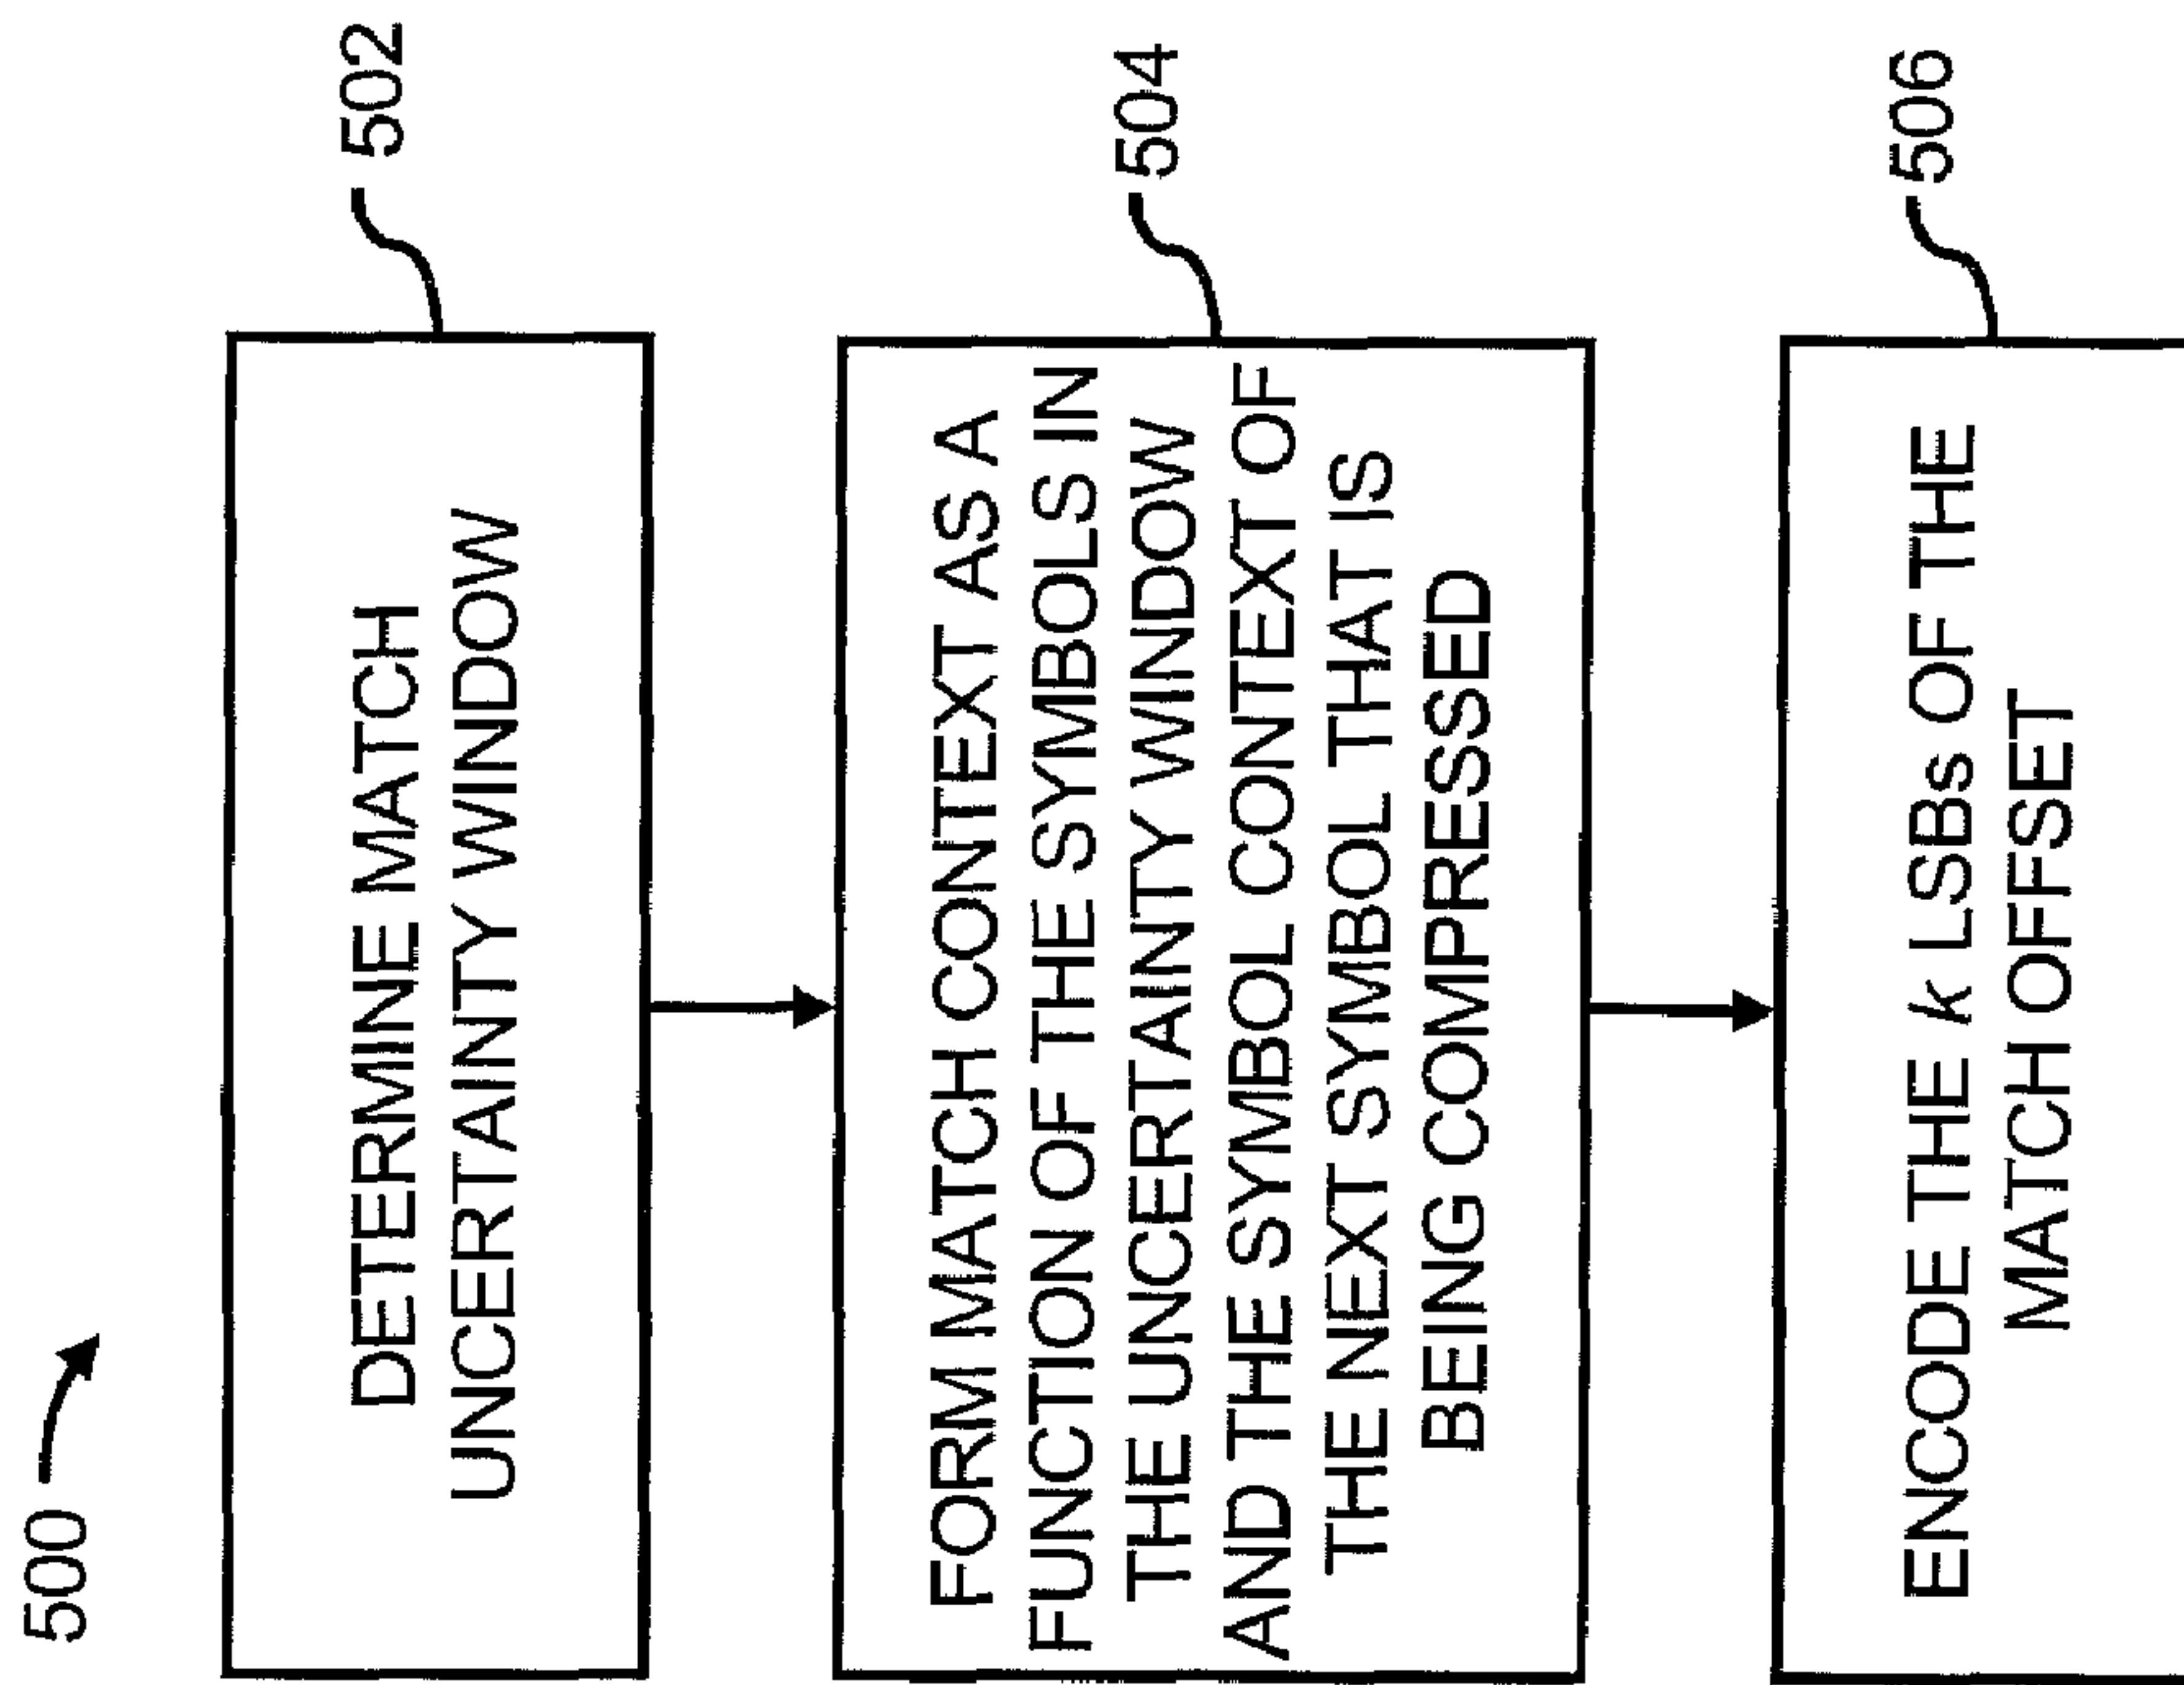 500
DETERMINE MATCH
UNCERTAINTY WINDOW
502
FORM MATCH CONTEXT AS A
FUNCTION OF THE SYMBOLS IN
THE UNCERTAINTY WINDOW
AND THE SYMBOL CONTEXT OF
THE NEXT SYMBOL THAT IS
BEING COMPRESSED
504
ENCODE THE k LSBs OF THE
MATCH OFFSET
506